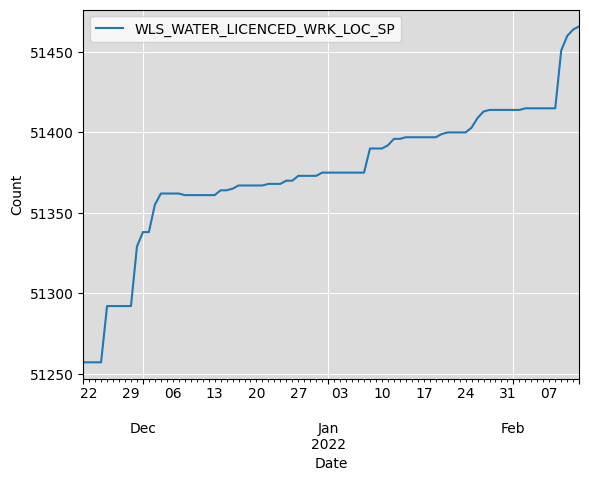 WLS_WATER_LICENCED_WRK_LOC_SP
51450
51400
51350
51300
51250
Count
22 29 06 13 20 27 03 10 17 24 31 07
Dec Jan Feb
2022
Date